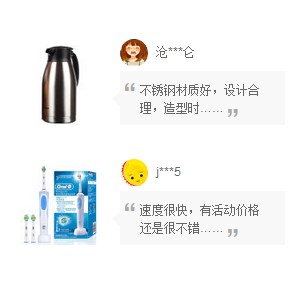 沧***仑
不锈钢材质好，设计合
理，造型时......
j***5
Oral B
速度很快，有活动价格
还是很不错......